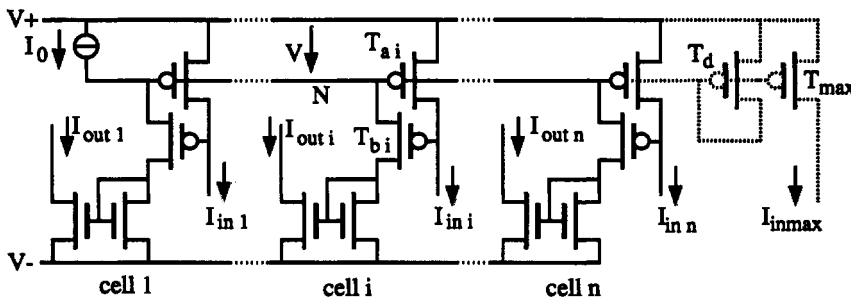 V+
I0
V
Ta i
Td
Tmax
N
Iout 1
Iout i
Tb i
Iout n
Iin 1
Iin i
Iin n
Iinmax
V-
cell 1
cell i
cell n